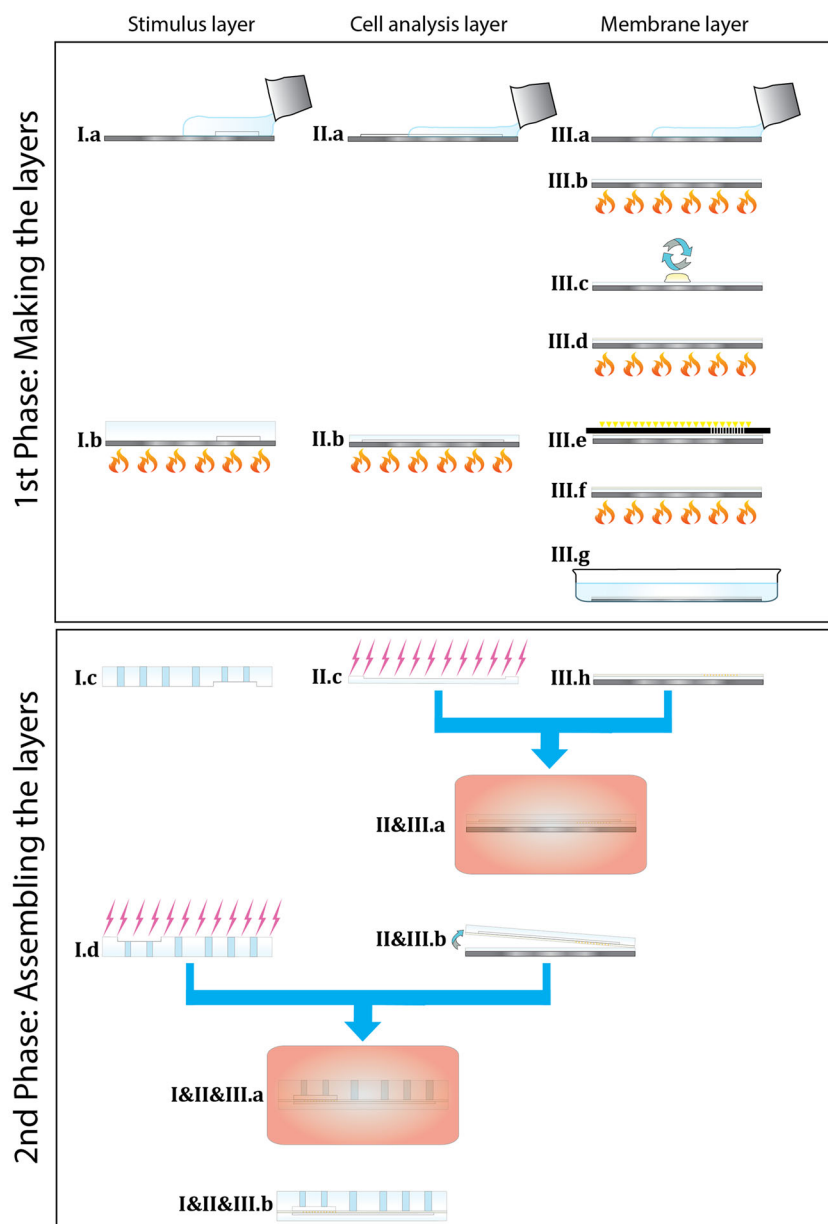 Stimulus layer
Cell analysis layer
Membrane layer
1st Phase: Making the layers
I.a
II.a
III.a
III.b
III.c
III.d
I.b
II.b
III.e
III.f
III.g
2nd Phase: Assembling the layers
I.c
II.c
III.h
II&III.a
I.d
II&III.b
I&II&III.a
I&II&III.b